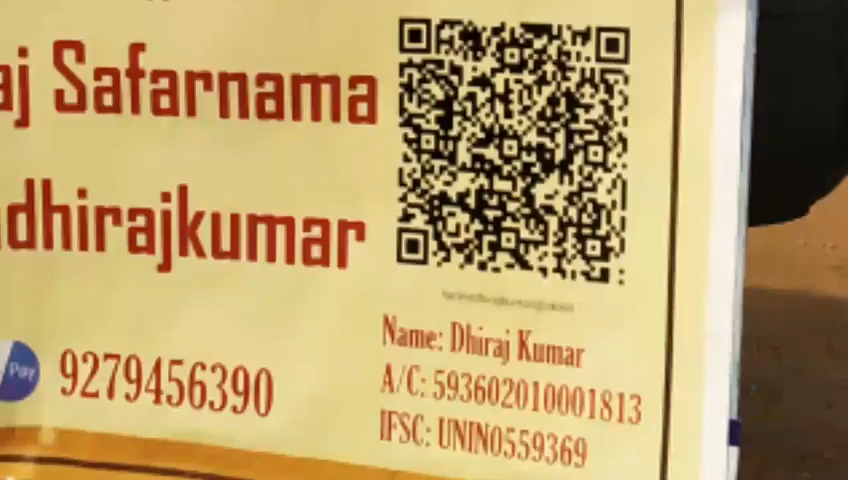 aj Safarnama
dhirajkumar
Pay 9279456390
Name: Dhiraj Kumar
A/C: 593602010001813
IFSC: UNIN0559369